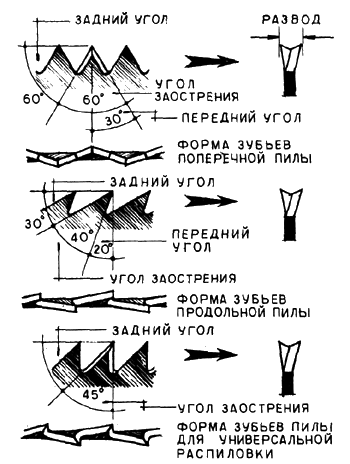 ЗАДНИЙ УГОЛ
РАЗВОД
60°
60°
УГОЛ
ЗАОСТРЕНИЯ
30°
ПЕРЕДНИЙ УГОЛ
ФОРМА ЗУБЬЕВ
ПОПЕРЕЧНОЙ ПИЛЫ
ЗАДНИЙ УГОЛ
30°
40°
20°
ПЕРЕДНИЙ
УГОЛ
УГОЛ ЗАОСТРЕНИЯ
ФОРМА ЗУБЬЕВ
ПРОДОЛЬНОЙ ПИЛЫ
ЗАДНИЙ УГОЛ
45°
УГОЛ ЗАОСТРЕНИЯ
ФОРМА ЗУБЬЕВ ПИЛЫ
ДЛЯ УНИВЕРСАЛЬНОЙ
РАСПИЛОВКИ